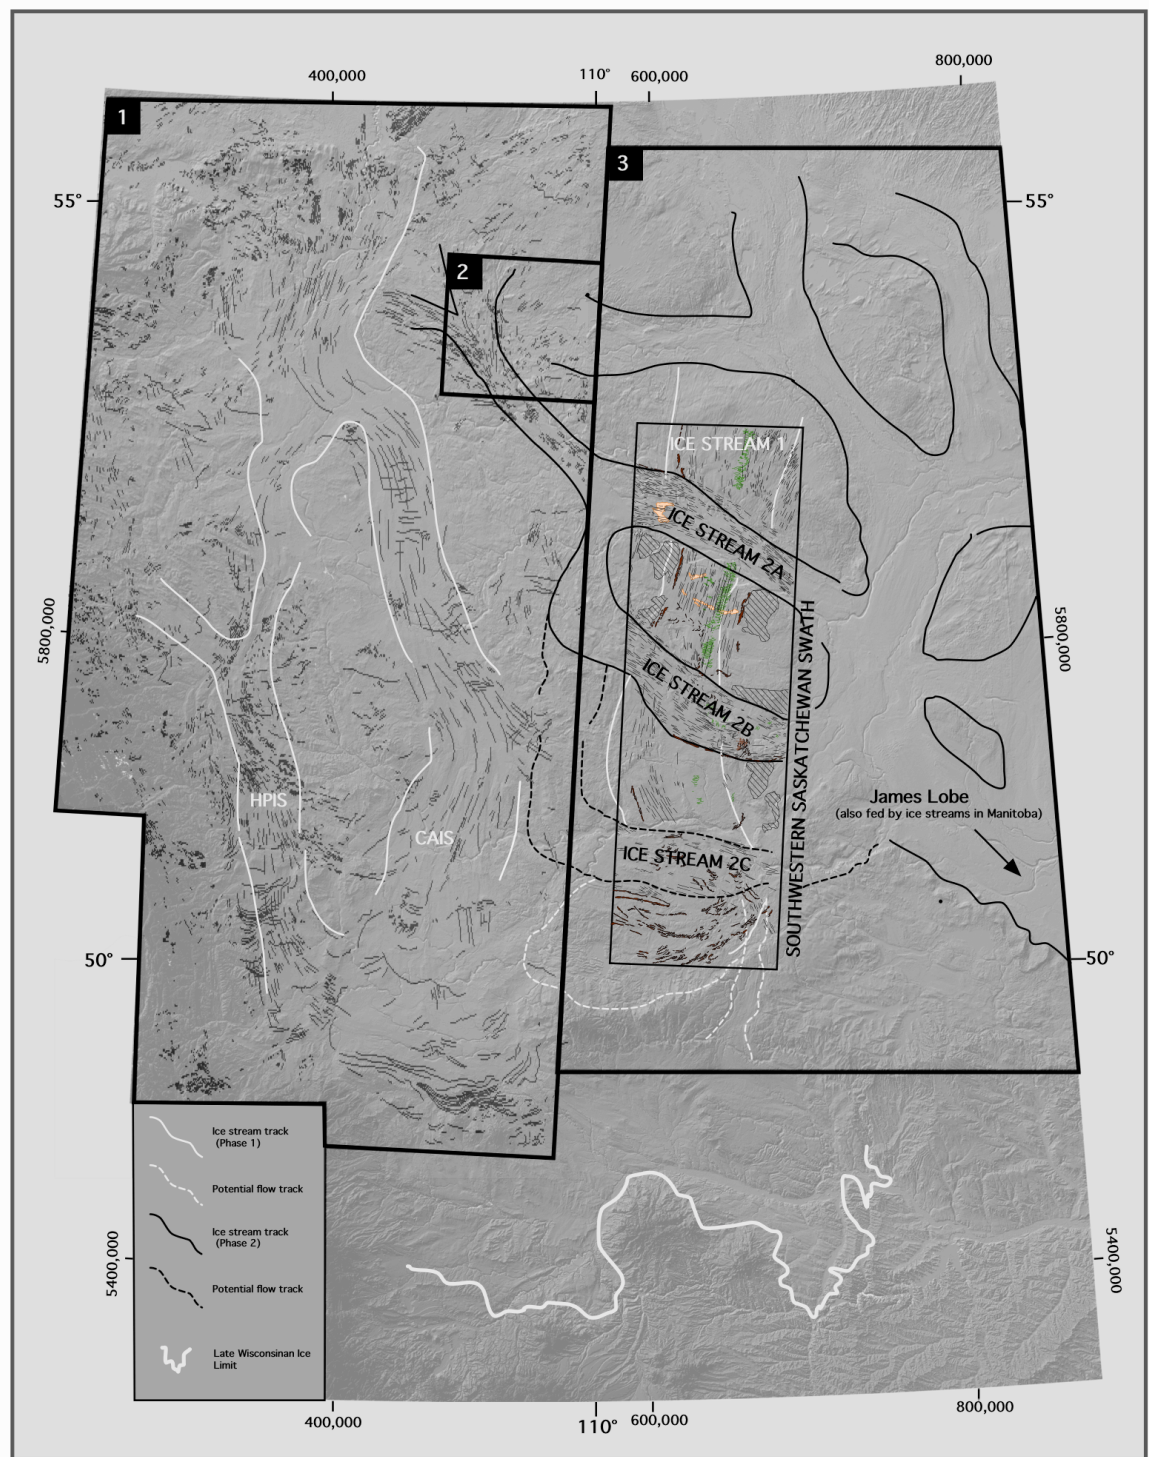 800,000
400,000
110°
600,000
1
3
55°
55°
2
ICE STREAM 1
ICE STREAM 2A
5800,000
5800,000
SOUTHWESTERN SASKATCHEWAN SWATH
ICE STREAM 2B
HPIS
James Lobe
(also fed by ice streams in Manitoba)
CAIS
ICE STREAM 2C
50°
50°
Ice stream track
(Phase 1)
Potential flow track
Ice stream track
(Phase 2)
5400,000
5400,000
Potential flow track
Late Wisconsinan Ice
Limit
400,000
110°
600,000
800,000